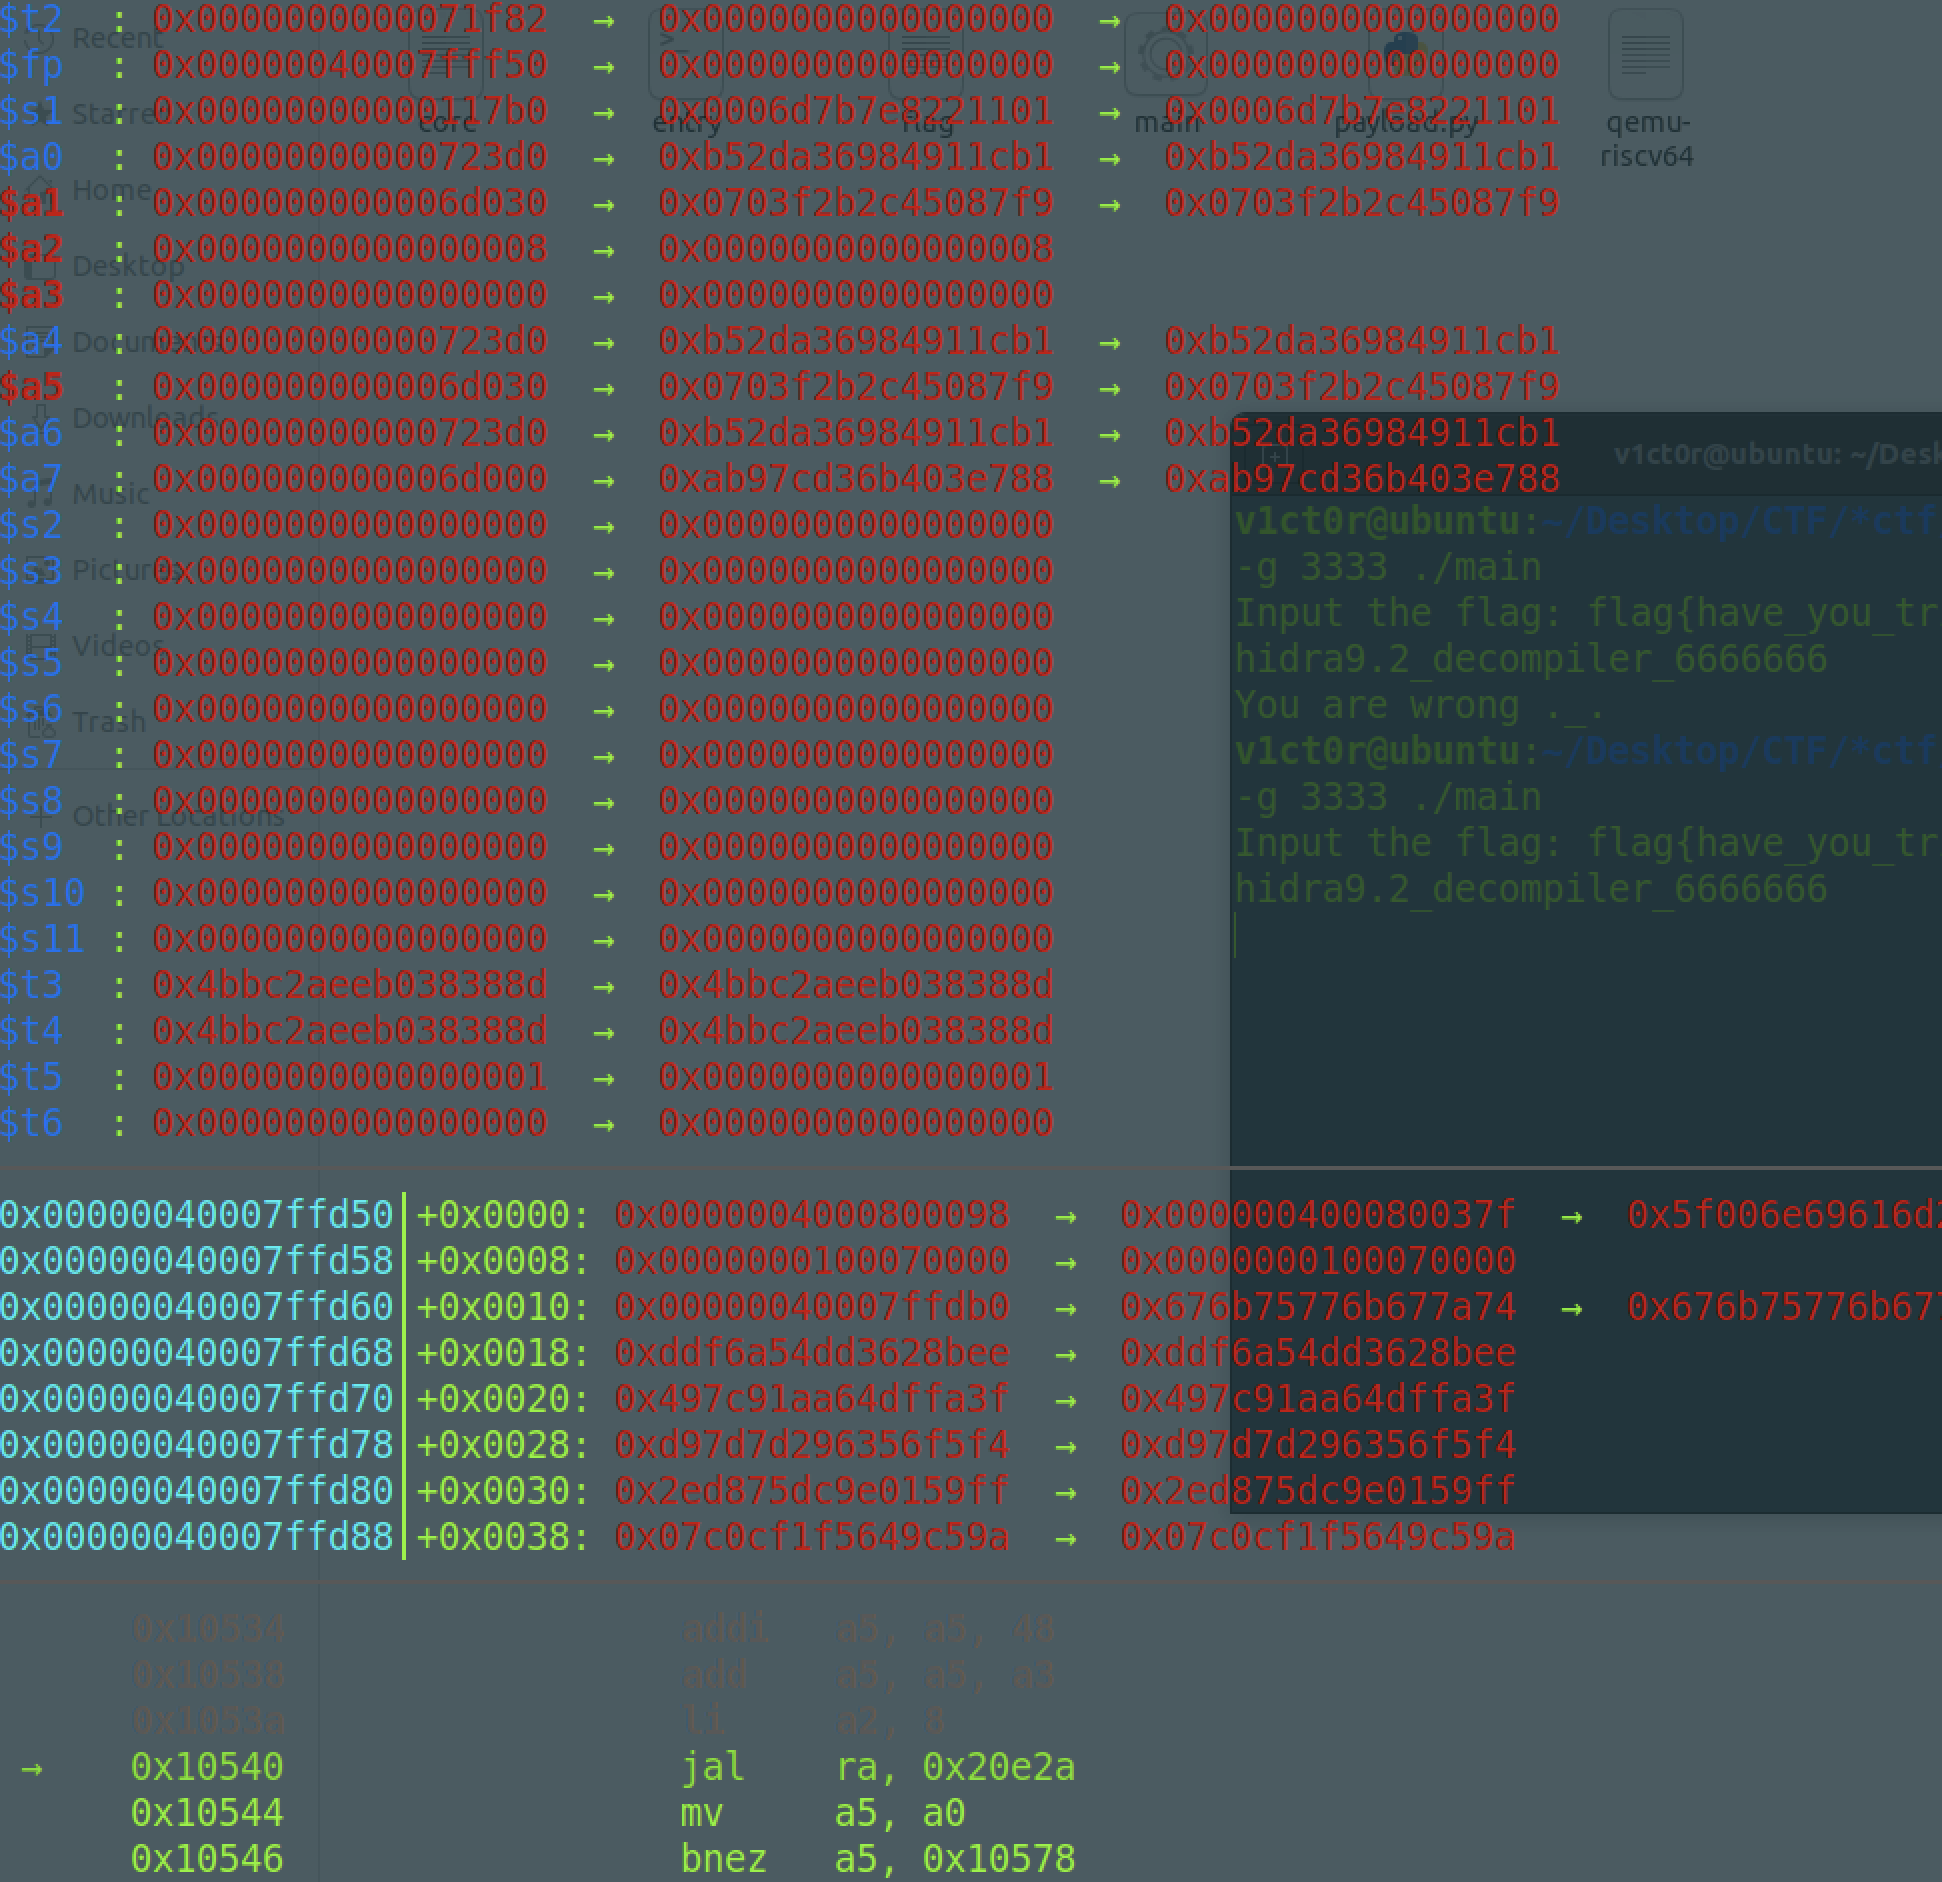 $t2 : 0x0000000000071f82 → 0x0000000000000000 → 0x0000000000000000
$fp : 0x00000040007fff50 → 0x0000000000000000 → 0x0000000000000000
$s1 : 0x00000000000117b0 → 0x0006d7b7e8221101 → 0x0006d7b7e8221101
$a0 : 0x00000000000723d0 → 0xb52da36984911cb1 → 0xb52da36984911cb1
$a1 : 0x000000000006d030 → 0x0703f2b2c45087f9 → 0x0703f2b2c45087f9
$a2 : 0x0000000000000008 → 0x0000000000000008
$a3 : 0x0000000000000000 → 0x0000000000000000
$a4 : 0x00000000000723d0 → 0xb52da36984911cb1 → 0xb52da36984911cb1
$a5 : 0x000000000006d030 → 0x0703f2b2c45087f9 → 0x0703f2b2c45087f9
$a6 : 0x00000000000723d0 → 0xb52da36984911cb1 → 0xb52da36984911cb1
$a7 : 0x000000000006d000 → 0xab97cd36b403e788 → 0xab97cd36b403e788
$s2 : 0x0000000000000000 → 0x0000000000000000
$s3 : 0x0000000000000000 → 0x0000000000000000
$s4 : 0x0000000000000000 → 0x0000000000000000
$s5 : 0x0000000000000000 → 0x0000000000000000
$s6 : 0x0000000000000000 → 0x0000000000000000
$s7 : 0x0000000000000000 → 0x0000000000000000
$s8 : 0x0000000000000000 → 0x0000000000000000
$s9 : 0x0000000000000000 → 0x0000000000000000
$s10 : 0x0000000000000000 → 0x0000000000000000
$s11 : 0x0000000000000000 → 0x0000000000000000
$t3 : 0x4bbc2aeeb038388d → 0x4bbc2aeeb038388d
$t4 : 0x4bbc2aeeb038388d → 0x4bbc2aeeb038388d
$t5 : 0x0000000000000001 → 0x0000000000000001
$t6 : 0x0000000000000000 → 0x0000000000000000
0x00000040007ffd50│+0x0000: 0x0000004000800098 → 0x000000400080037f → 0x5f006e69616d2
0x00000040007ffd58│+0x0008: 0x0000000100070000 → 0x0000000100070000
0x00000040007ffd60│+0x0010: 0x00000040007ffdb0 → 0x676b75776b677a74 → 0x676b75776b677
0x00000040007ffd68│+0x0018: 0xddf6a54dd3628bee → 0xddf6a54dd3628bee
0x00000040007ffd70│+0x0020: 0x497c91aa64dffa3f → 0x497c91aa64dffa3f
0x00000040007ffd78│+0x0028: 0xd97d7d296356f5f4 → 0xd97d7d296356f5f4
0x00000040007ffd80│+0x0030: 0x2ed875dc9e0159ff → 0x2ed875dc9e0159ff
0x00000040007ffd88│+0x0038: 0x07c0cf1f5649c59a → 0x07c0cf1f5649c59a
0x10534 addi a5, a5, 48
0x10538 add a5, a5, a3
0x1053a li a2, 8
→ 0x10540 jal ra, 0x20e2a
0x10544 mv a5, a0
0x10546 bnez a5, 0x10578
Recent
Starre
Home
Desktop
Documents
Downloads
Music
Pictures
Videos
Trash
Other Locations
core
entry
flag
main
payload.py
qemu-
riscv64
v1ct0r@ubuntu: ~/Desk
v1ct0r@ubuntu:~/Desktop/CTF/*ctf
-g 3333 ./main
Input the flag: flag{have_you_tr
hidra9.2_decompiler_6666666
You are wrong ._.
v1ct0r@ubuntu:~/Desktop/CTF/*ctf
-g 3333 ./main
Input the flag: flag{have_you_tr
hidra9.2_decompiler_6666666